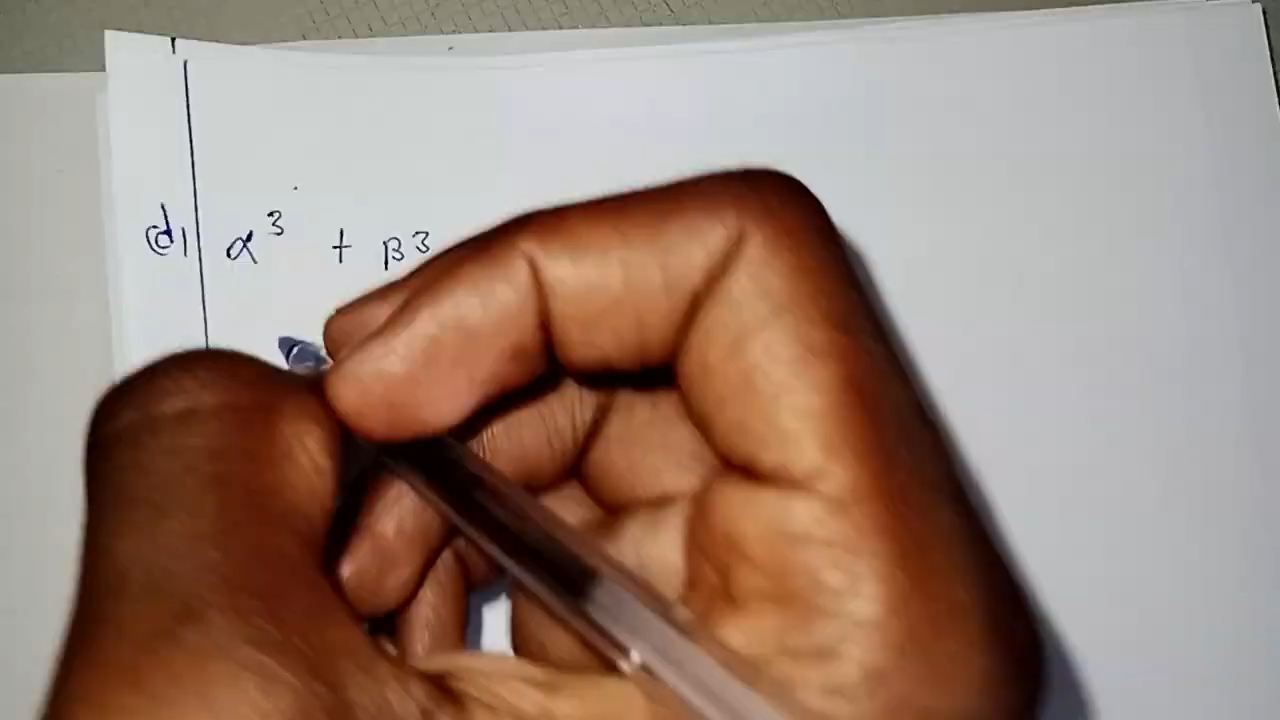 d, α³ + β³